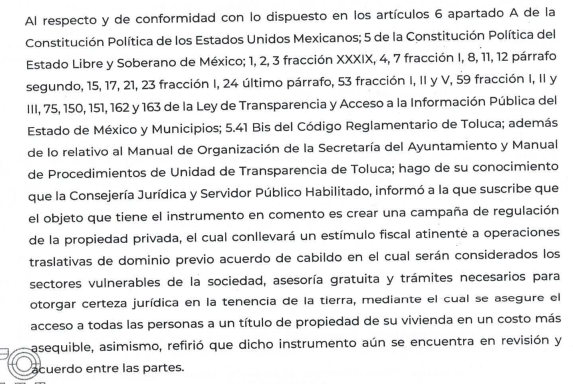 Al respecto y de conformidad con lo dispuesto en los artículos 6 apartado A de la
Constitución Política de los Estados Unidos Mexicanos; 5 de la Constitución Política del
Estado Libre y Soberano de México; 1, 2, 3 fracción XXXIX, 4, 7 fracción I, 8, 11, 12 párrafo
segundo, 15, 17, 21, 23 fracción I, 24 último párrafo, 53 fracción I, II y V, 59 fracción I, II y
III, 75, 150, 151, 162 y 163 de la Ley de Transparencia y Acceso a la Información Pública del
Estado de México y Municipios; 5.41 Bis del Código Reglamentario de Toluca; además
de lo relativo al Manual de Organización de la Secretaría del Ayuntamiento y Manual
de Procedimientos de Unidad de Transparencia de Toluca; hago de su conocimiento
que la Consejería Jurídica y Servidor Público Habilitado, informó a la que suscribe que
el objeto que tiene el instrumento en comento es crear una campaña de regulación
de la propiedad privada, el cual conllevará un estímulo fiscal atinente a operaciones
traslativas de dominio previo acuerdo de cabildo en el cual serán considerados los
sectores vulnerables de la sociedad, asesoría gratuita y trámites necesarios para
otorgar certeza jurídica en la tenencia de la tierra, mediante el cual se asegure el
acceso a todas las personas a un título de propiedad de su vivienda en un costo más
asequible, asimismo, refirió que dicho instrumento aún se encuentra en revisión y
acuerdo entre las partes.